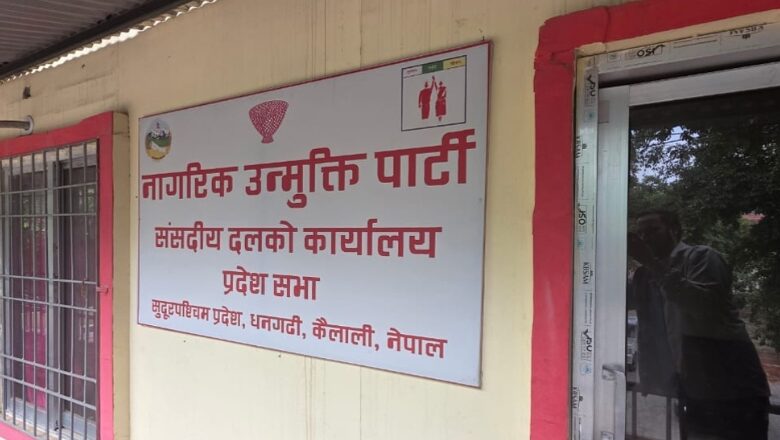 नागरिक उन्मुक्ति पार्टी
संसदीय दलको कार्यालय
प्रदेश सभा
सुदूरपश्चिम प्रदेश, धनगढी, कैलाली, नेपाल